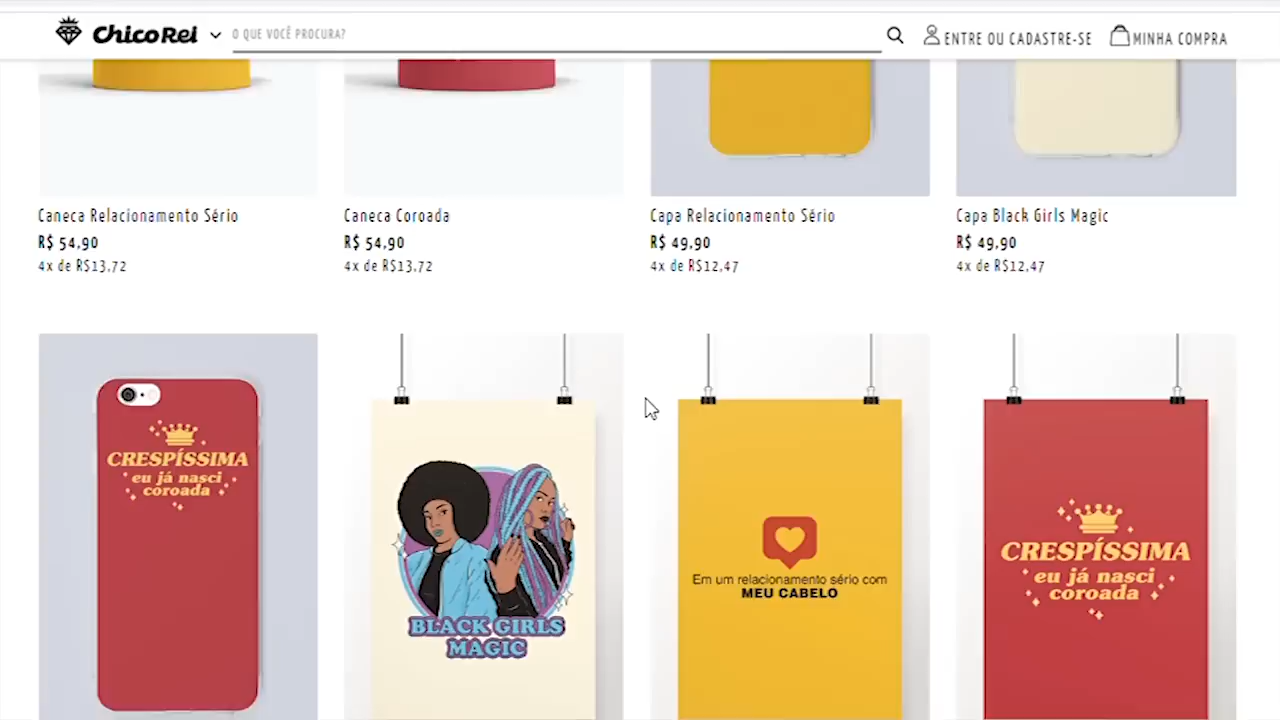 Chico Rei
O QUE VOCÊ PROCURA?
ENTRE OU CADASTRE-SE
MINHA COMPRA
Caneca Relacionamento Sério
R$ 54,90
4x de R$13,72
Caneca Coroada
R$ 54,90
4x de R$13,72
Capa Relacionamento Sério
R$ 49,90
4x de R$12,47
Capa Black Girls Magic
R$ 49,90
4x de R$12,47
CRESPÍSSIMA
eu já nasci
coroada
BLACK GIRLS
MAGIC
Em um relacionamento sério com
MEU CABELO
CRESPÍSSIMA
eu já nasci
coroada